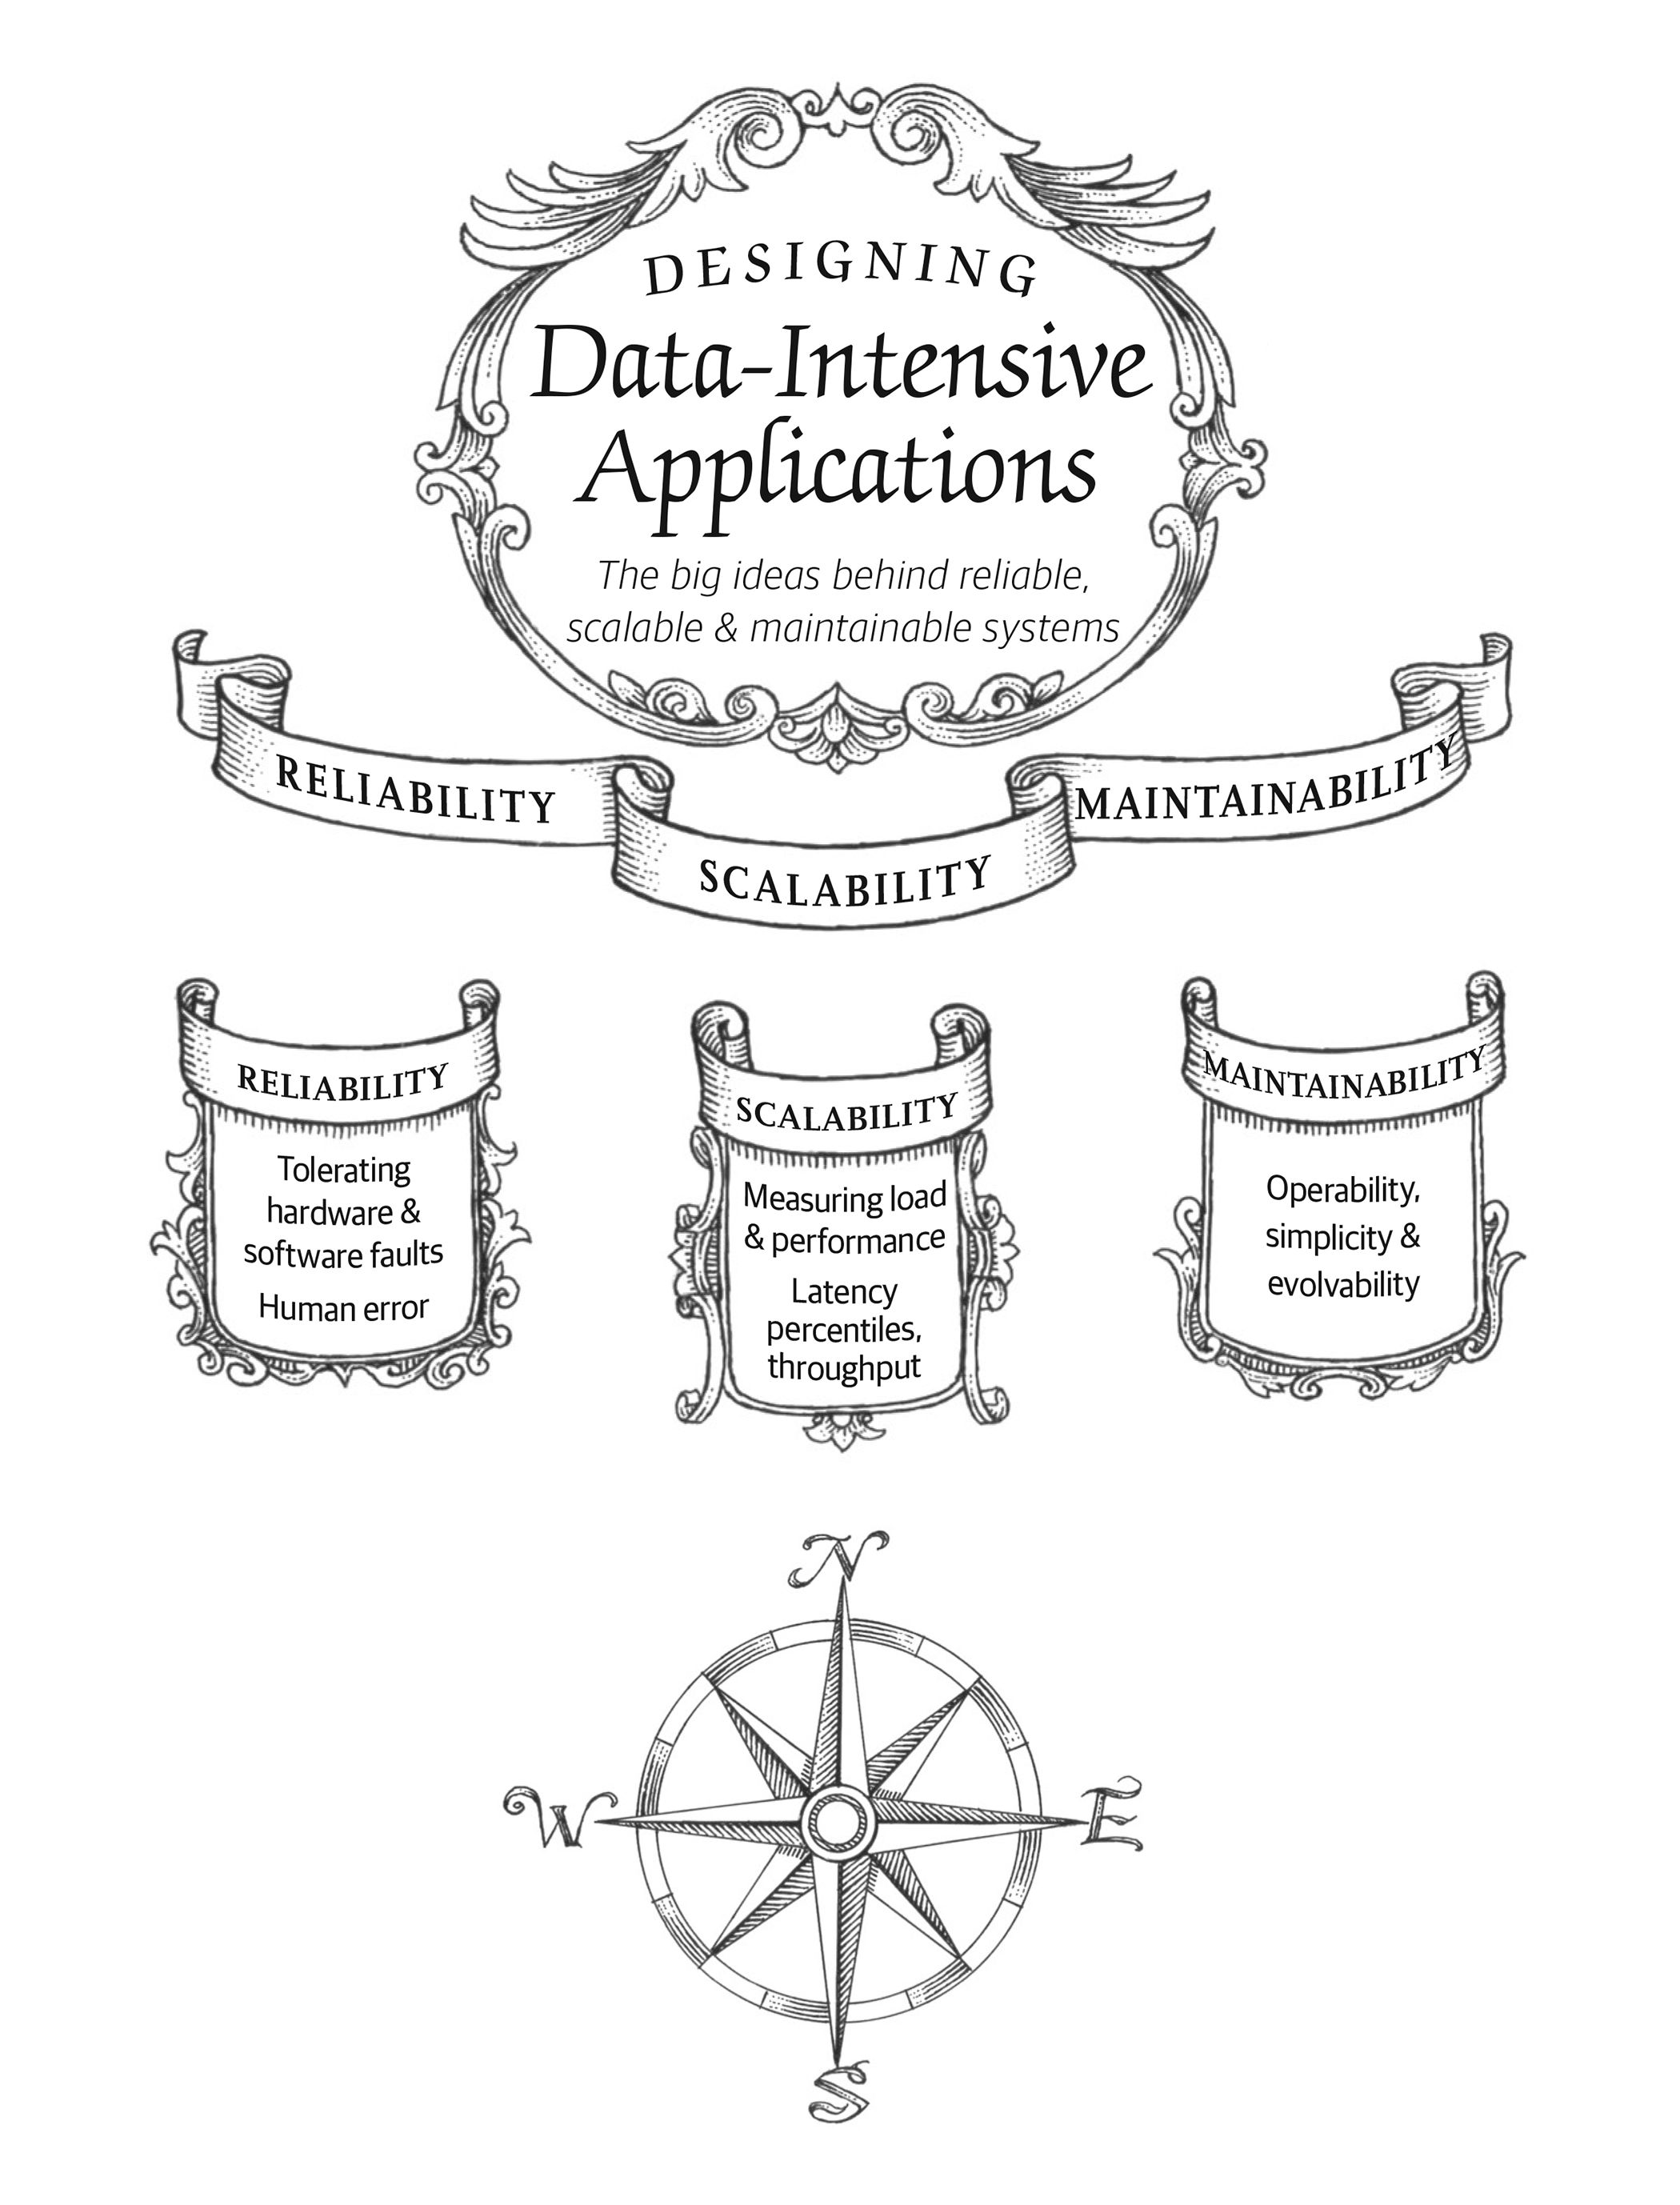 DESIGNING
Data-Intensive
Applications
The big ideas behind reliable,
scalable & maintainable systems
RELIABILITY
SCALABILITY
MAINTAINABILITY
RELIABILITY
Tolerating
hardware &
software faults
Human error
SCALABILITY
Measuring load
& performance
Latency
percentiles,
throughput
MAINTAINABILITY
Operability,
simplicity &
evolvability
N
W
E
S